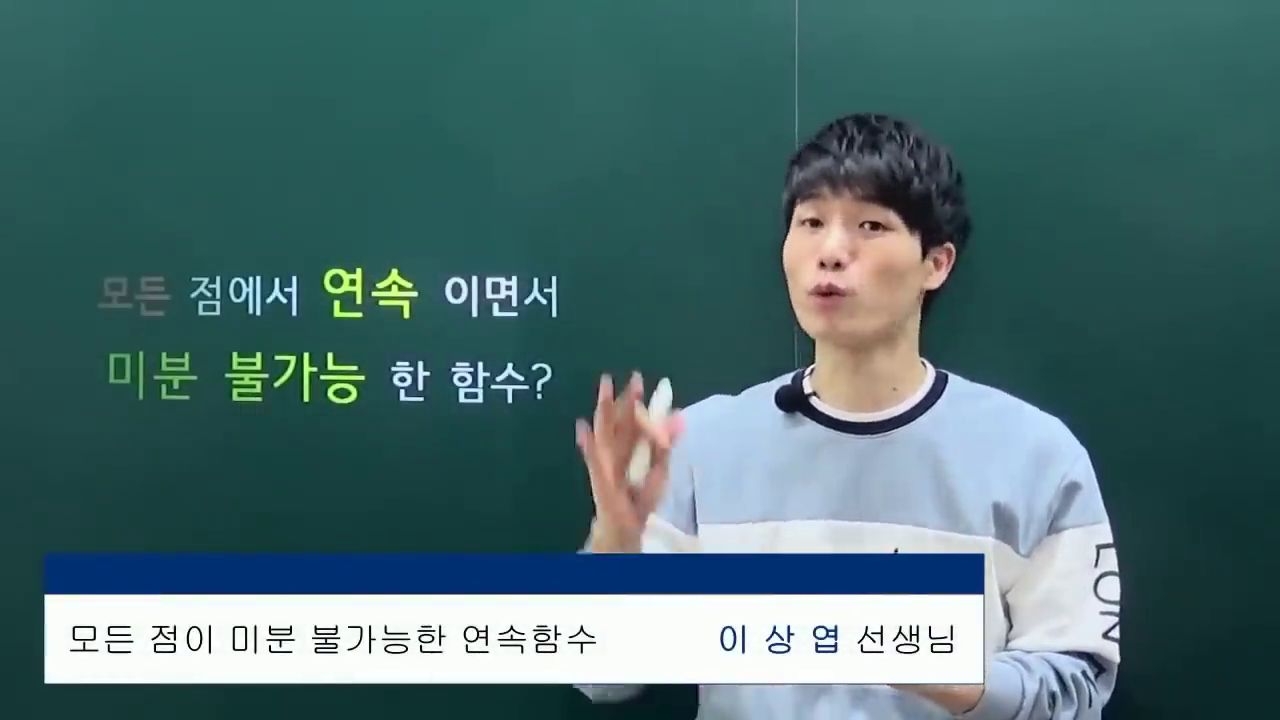 모든 점에서 연속 이면서
미분 불가능 한 함수?
LON
모든 점이 미분 불가능한 연속함수 이 상 엽 선생님